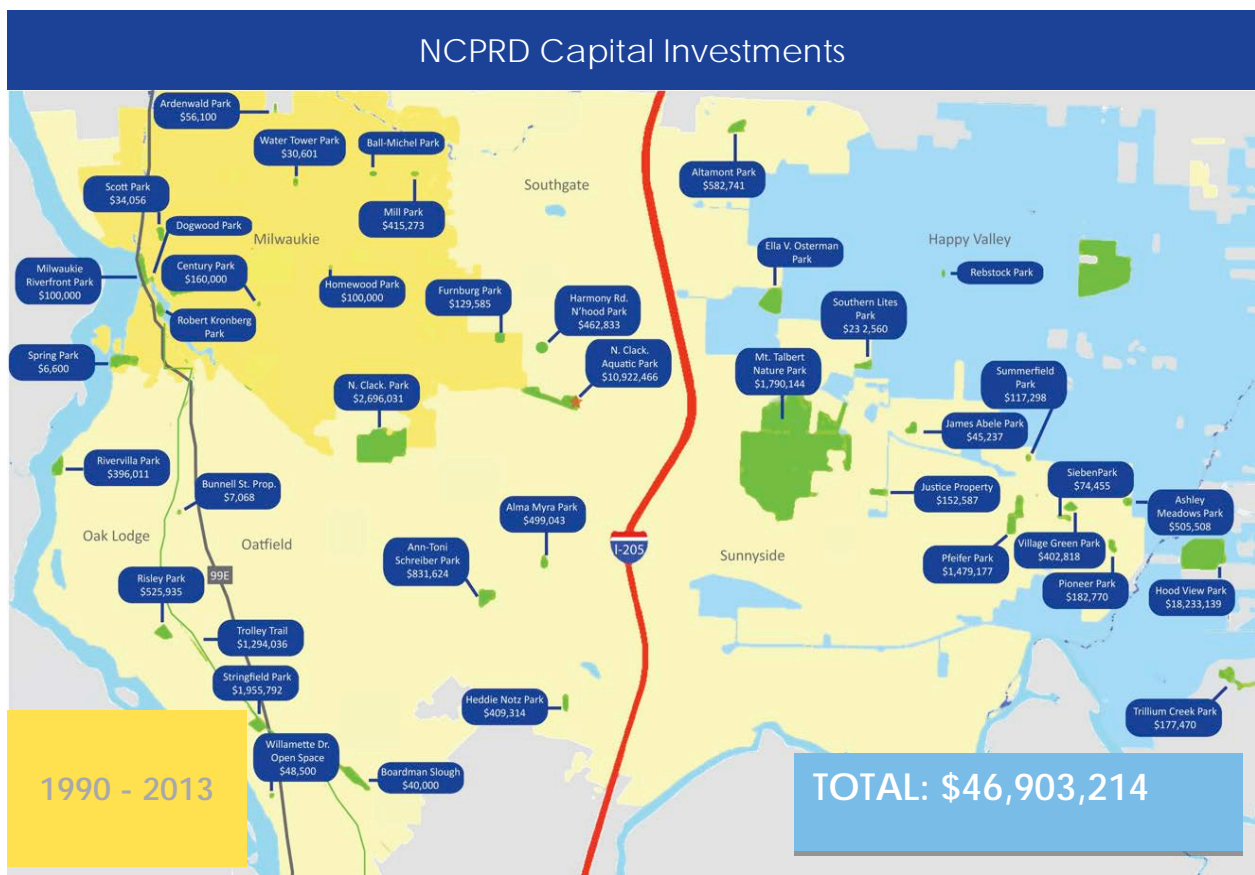 NCPRD Capital Investments
Ardenwald Park
$56,100
Water Tower Park
$30,601
Ball-Michel Park
Scott Park
$34,056
Mill Park
$415,273
Southgate
Altamont Park
$582,741
Dogwood Park
Milwaukie
Milwaukie
Riverfront Park
$100,000
Century Park
$160,000
Homewood Park
$100,000
Robert Kronberg
Park
Furnburg Park
$129,585
Harmony Rd.
N'hood Park
$462,833
Ella V. Osterman
Park
Happy Valley
Rebstock Park
Southern Lites
Park
$23 2,560
Spring Park
$6,600
N. Clack. Park
$2,696,031
N. Clack.
Aquatic Park
$10,922,466
Mt. Talbert
Nature Park
$1,790,144
Summerfield
Park
$117,298
James Abele Park
$45,237
Rivervilla Park
$396,011
Bunnell St. Prop.
$7,068
Justice Property
$152,587
SiebenPark
$74,455
Ashley
Meadows Park
$505,508
Oak Lodge
Oatfield
Alma Myra Park
$499,043
I-205
Sunnyside
Pfeifer Park
$1,479,177
Village Green Park
$402,818
Pioneer Park
$182,770
Hood View Park
$18,233,139
Ann-Toni
Schreiber Park
$831,624
99E
Risley Park
$525,935
Trolley Trail
$1,294,036
Stringfield Park
$1,955,792
Heddie Notz Park
$409,314
Trillium Creek Park
$177,470
Willamette Dr.
Open Space
$48,500
Boardman Slough
$40,000
1990 - 2013
TOTAL: $46,903,214